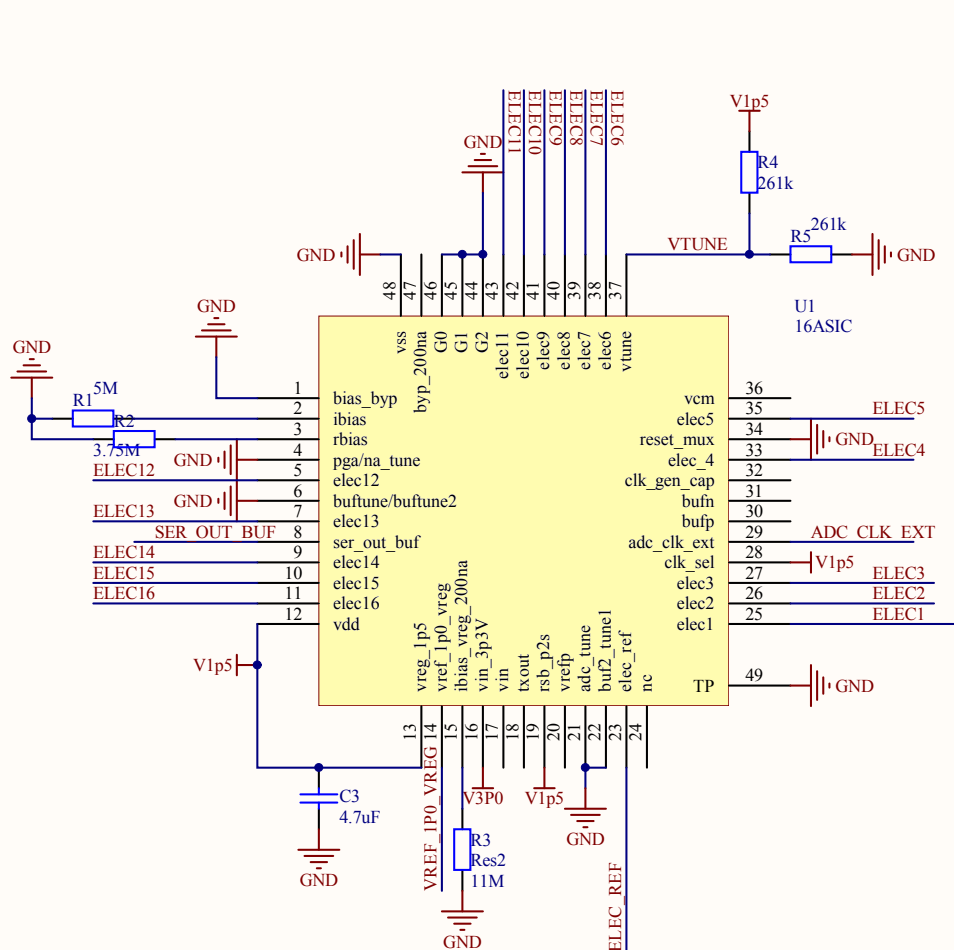 ELEC11
ELEC10
ELEC9
ELEC8
ELEC7
ELEC6
V1p5
R4
261k
GND
GND
VTUNE
R5
261k
GND
48
47
46
45
44
43
42
41
40
39
38
37
U1
16ASIC
vss
byp_200na
G0
G1
G2
elec11
elec10
elec9
elec8
elec7
elec6
vtune
GND
GND
R1
5M
R2
3.75M
1
bias_byp
2
ibias
3
rbias
GND
4
pga/na_tune
ELEC12
5
elec12
GND
6
buftune/buftune2
ELEC13
7
elec13
SER_OUT_BUF
8
ser_out_buf
ELEC14
9
elec14
ELEC15
10
elec15
ELEC16
11
elec16
12
vdd
vcm
36
elec5
35
ELEC5
reset_mux
34
GND
elec_4
33
ELEC4
clk_gen_cap
32
bufn
31
bufp
30
adc_clk_ext
29
ADC_CLK_EXT
clk_sel
28
V1p5
elec3
27
ELEC3
elec2
26
ELEC2
elec1
25
ELEC1
TP
49
GND
V1p5
vreg_1p5
vref_1p0_vreg
ibias_vreg_200na
vin_3p3V
vin
txout
rsb_p2s
vrefp
adc_tune
buf2_tune1
elec_ref
nc
13
14
15
16
17
18
19
20
21
22
23
24
C3
4.7uF
GND
VREF_1P0_VREG
V3P0
V1p5
GND
R3
Res2
11M
GND
ELEC_REF